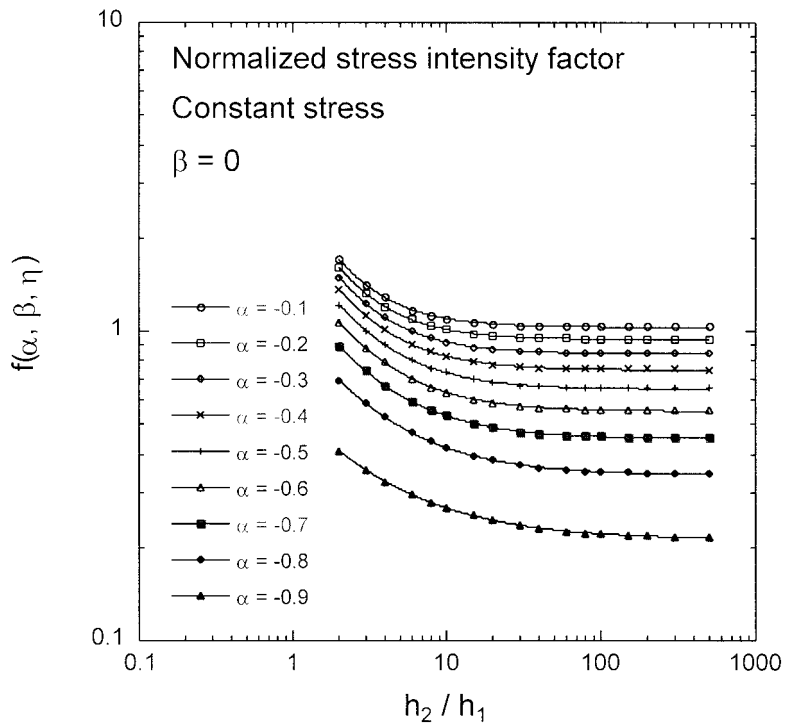 10
Normalized stress intensity factor
Constant stress
β = 0
f(α, β, η)
α = -0.1
1
α = -0.2
α = -0.3
α = -0.4
α = -0.5
α = -0.6
α = -0.7
α = -0.8
α = -0.9
0.1
0.1 1 10 100 1000
h₂ / h₁